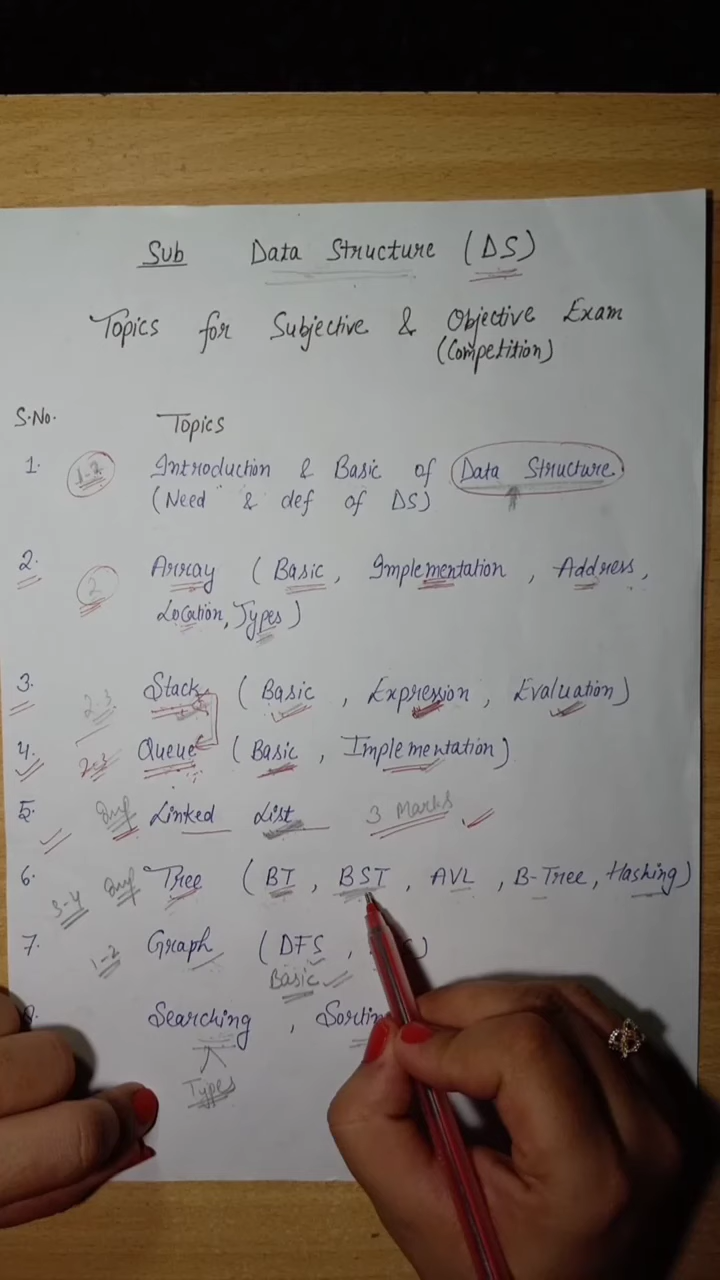 Sub Data Structure (DS)
Topics for Subjective & Objective Exam
(Competition)
S.No. Topics
1. 1-2 Introduction & Basic of Data Structure
(Need & def of DS)
2. 2 Array (Basic, Implementation, Address,
Location, Types)
3. 2-3 Stack (Basic, Expression, Evaluation)
4. 2-3 Queue (Basic, Implementation)
5. Imp Linked List 3 Marks
6. 3-4 Imp Tree (BT, BST, AVL, B-Tree, Hashing)
7. 1-2 Graph (DFS,
Basic
Searching,
Types